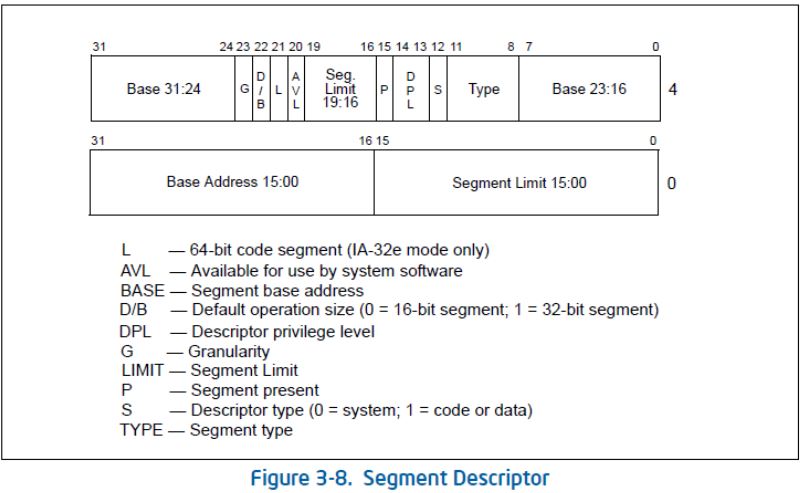 31 24 23 22 21 20 19 16 15 14 13 12 11 8 7 0
Base 31:24 G D/B L AVL Seg. Limit 19:16 P DPL S Type Base 23:16 4
31 16 15 0
Base Address 15:00 Segment Limit 15:00 0
L — 64-bit code segment (IA-32e mode only)
AVL — Available for use by system software
BASE — Segment base address
D/B — Default operation size (0 = 16-bit segment; 1 = 32-bit segment)
DPL — Descriptor privilege level
G — Granularity
LIMIT — Segment Limit
P — Segment present
S — Descriptor type (0 = system; 1 = code or data)
TYPE — Segment type
Figure 3-8. Segment Descriptor